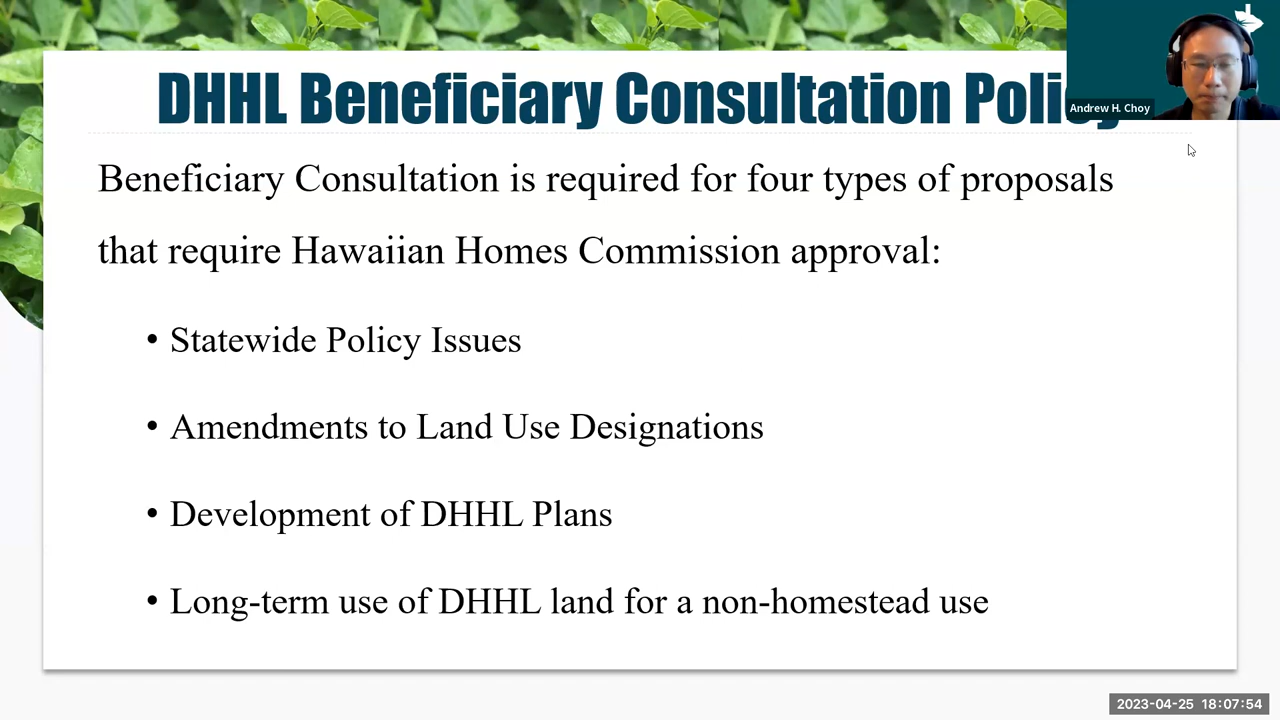 DHHL Beneficiary Consultation Policy
Andrew H. Choy
Beneficiary Consultation is required for four types of proposals
that require Hawaiian Homes Commission approval:
• Statewide Policy Issues
• Amendments to Land Use Designations
• Development of DHHL Plans
• Long-term use of DHHL land for a non-homestead use
2023-04-25 18:07:54